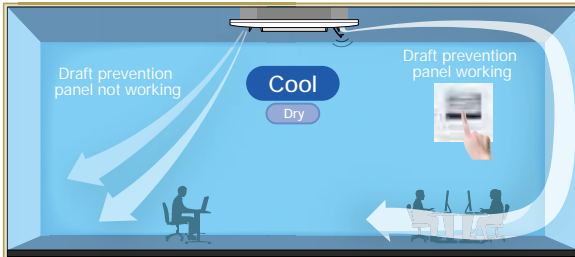 Draft prevention
panel not working
Cool
Dry
Draft prevention
panel working